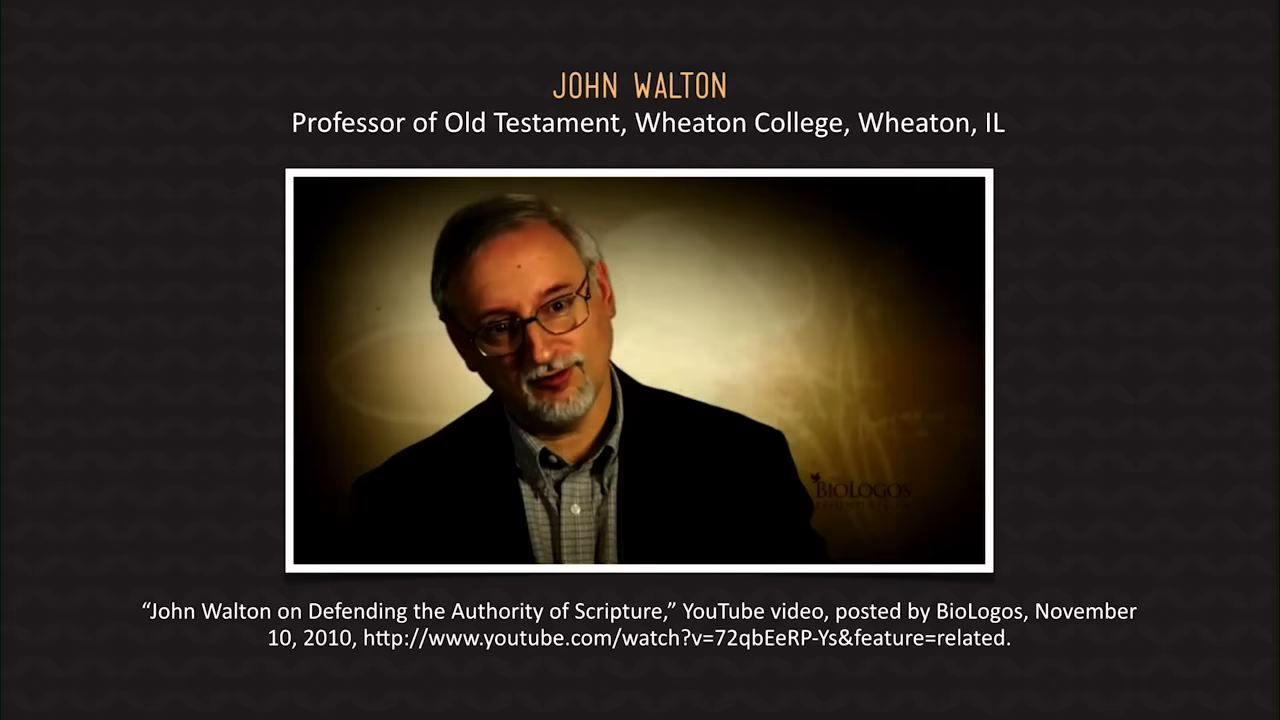 JOHN WALTON
Professor of Old Testament, Wheaton College, Wheaton, IL
BIOLOGOS
“John Walton on Defending the Authority of Scripture,” YouTube video, posted by BioLogos, November
10, 2010, http://www.youtube.com/watch?v=72qbEeRP-Ys&feature=related.